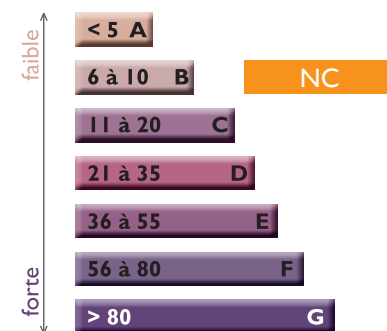 faible
< 5 A
6 à 10 B
NC
11 à 20 C
21 à 35 D
36 à 55 E
56 à 80 F
> 80 G
forte